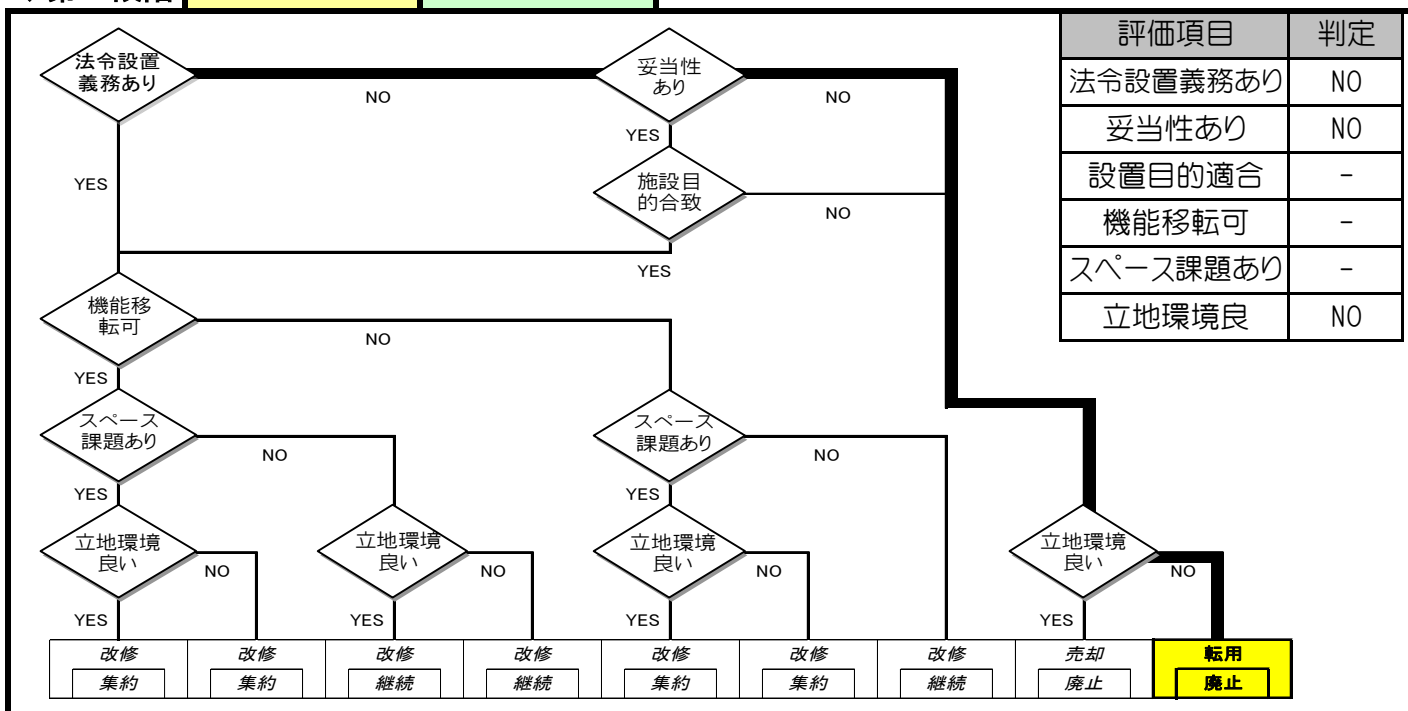 法令設置
義務あり
NO
妥当性
あり
NO
YES
YES
施設目
的合致
NO
YES
機能移
転可
NO
YES
スペース
課題あり
NO
YES
スペース
課題あり
NO
YES
立地環境
良い
NO
YES
立地環境
良い
NO
YES
立地環境
良い
NO
YES
立地環境
良い
NO
YES
改修 改修 改修 改修 改修 改修 改修 売却 転用
集約 集約 継続 継続 集約 集約 継続 廃止 廃止
評価項目 判定
法令設置義務あり NO
妥当性あり NO
設置目的適合 -
機能移転可 -
スペース課題あり -
立地環境良 NO